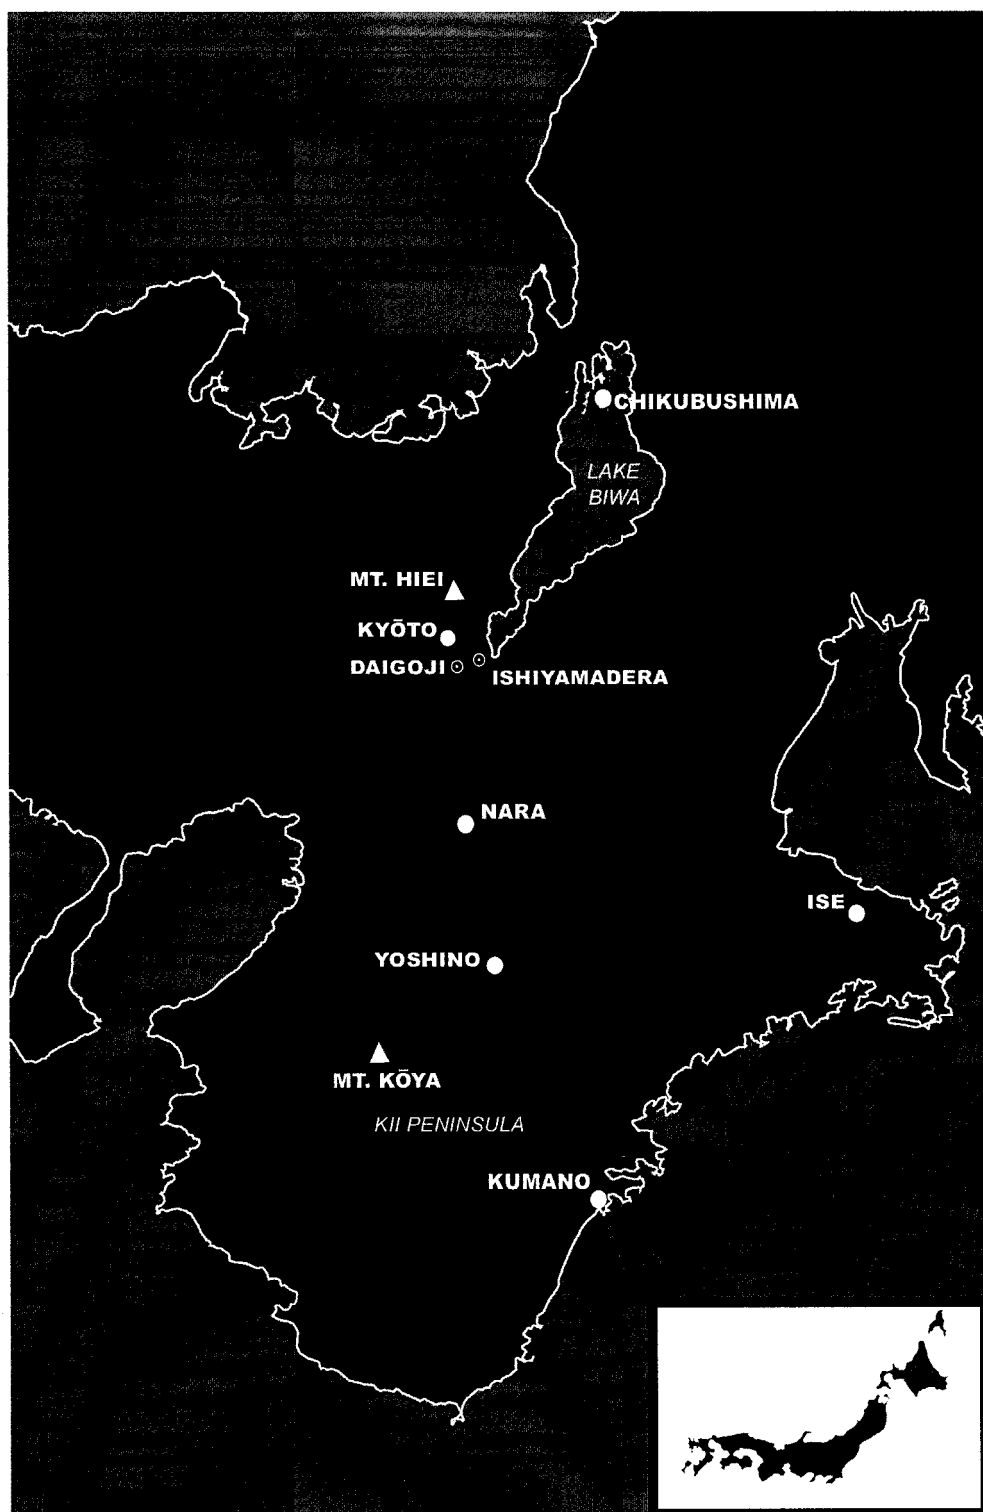 CHIKUBUSHIMA
LAKE
BIWA
MT. HIEI
KYŌTO
DAIGOJI
ISHIYAMADERA
NARA
ISE
YOSHINO
MT. KŌYA
KII PENINSULA
KUMANO